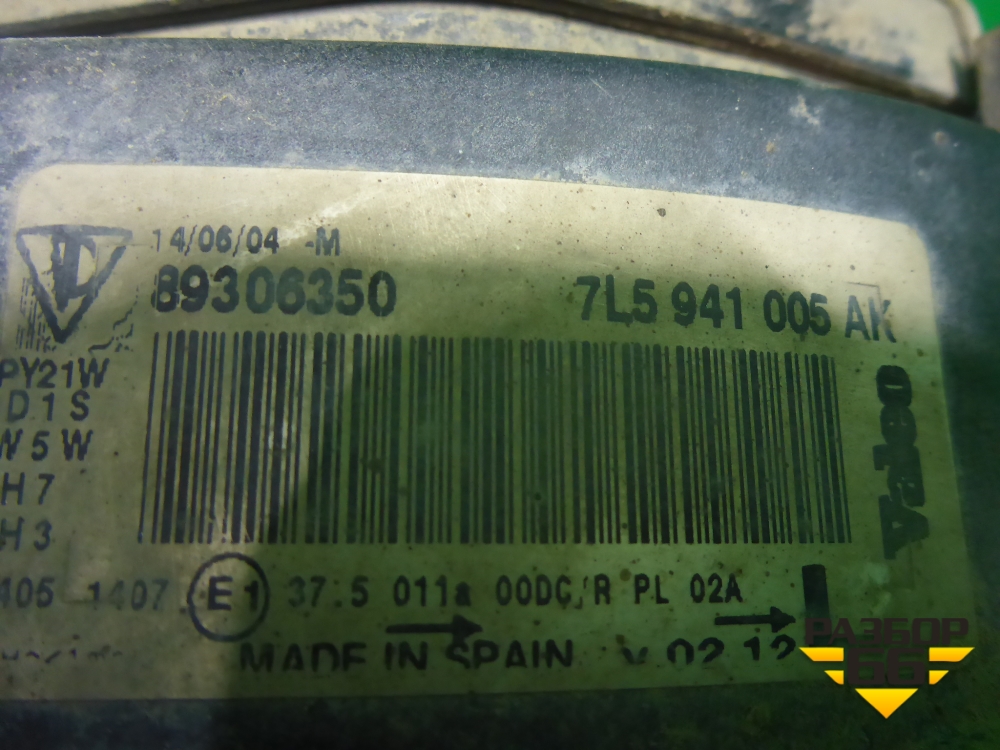 14/06/04 -M
89306350 7L5 941 005 AK
PY21W
D1S
W5W
H7
H3
Valeo
405 1407 E1 37.5 011a 00DC/R PL 02A
MADE IN SPAIN V 02 12
РАЗБОР
66